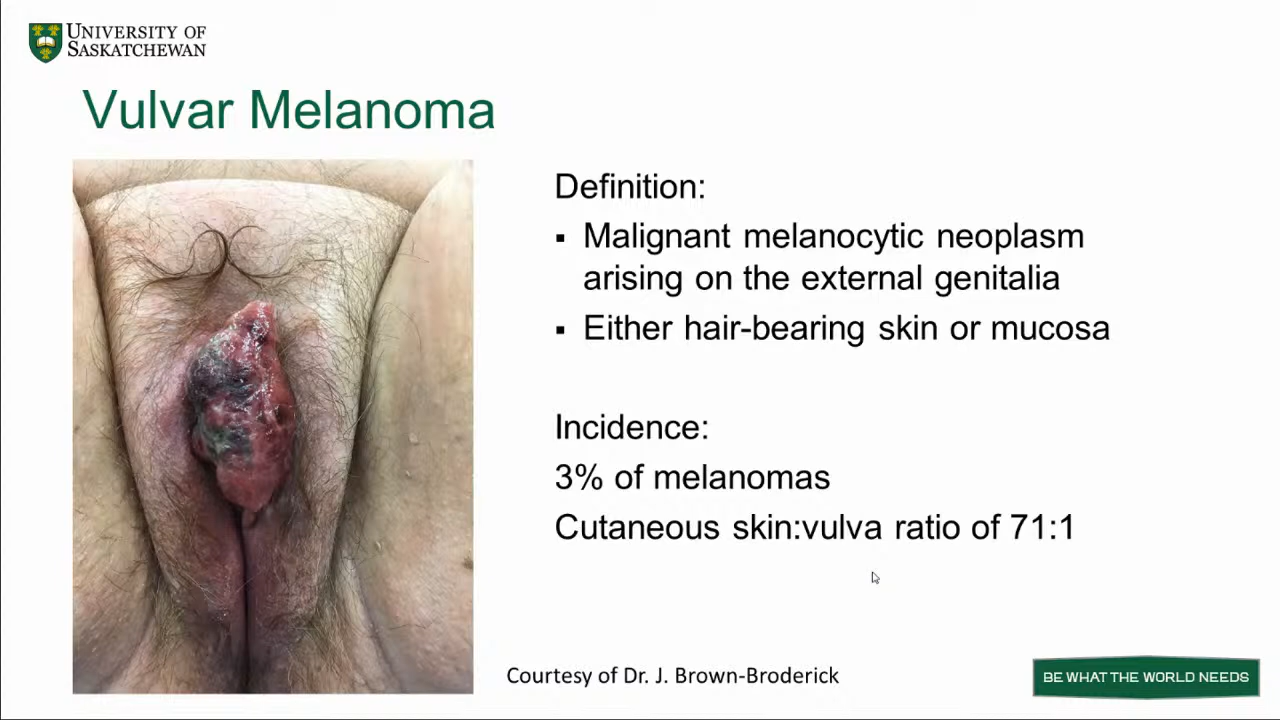 UNIVERSITY OF
SASKATCHEWAN
Vulvar Melanoma
Definition:
▪ Malignant melanocytic neoplasm
arising on the external genitalia
▪ Either hair-bearing skin or mucosa
Incidence:
3% of melanomas
Cutaneous skin:vulva ratio of 71:1
Courtesy of Dr. J. Brown-Broderick
BE WHAT THE WORLD NEEDS